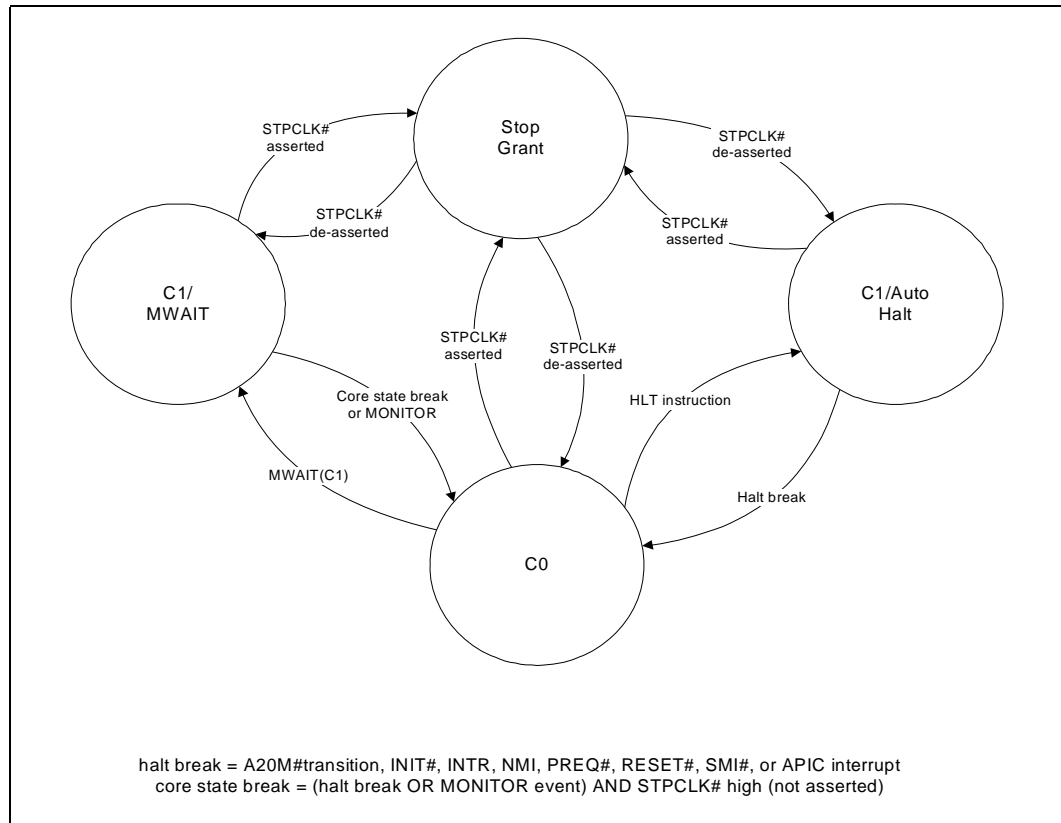 Stop
Grant
STPCLK#
asserted
STPCLK#
de-asserted
STPCLK#
de-asserted
STPCLK#
asserted
C1/
MWAIT
C1/Auto
Halt
STPCLK#
asserted
STPCLK#
de-asserted
Core state break
or MONITOR
HLT instruction
MWAIT(C1)
Halt break
C0
halt break = A20M#transition, INIT#, INTR, NMI, PREQ#, RESET#, SMI#, or APIC interrupt
core state break = (halt break OR MONITOR event) AND STPCLK# high (not asserted)